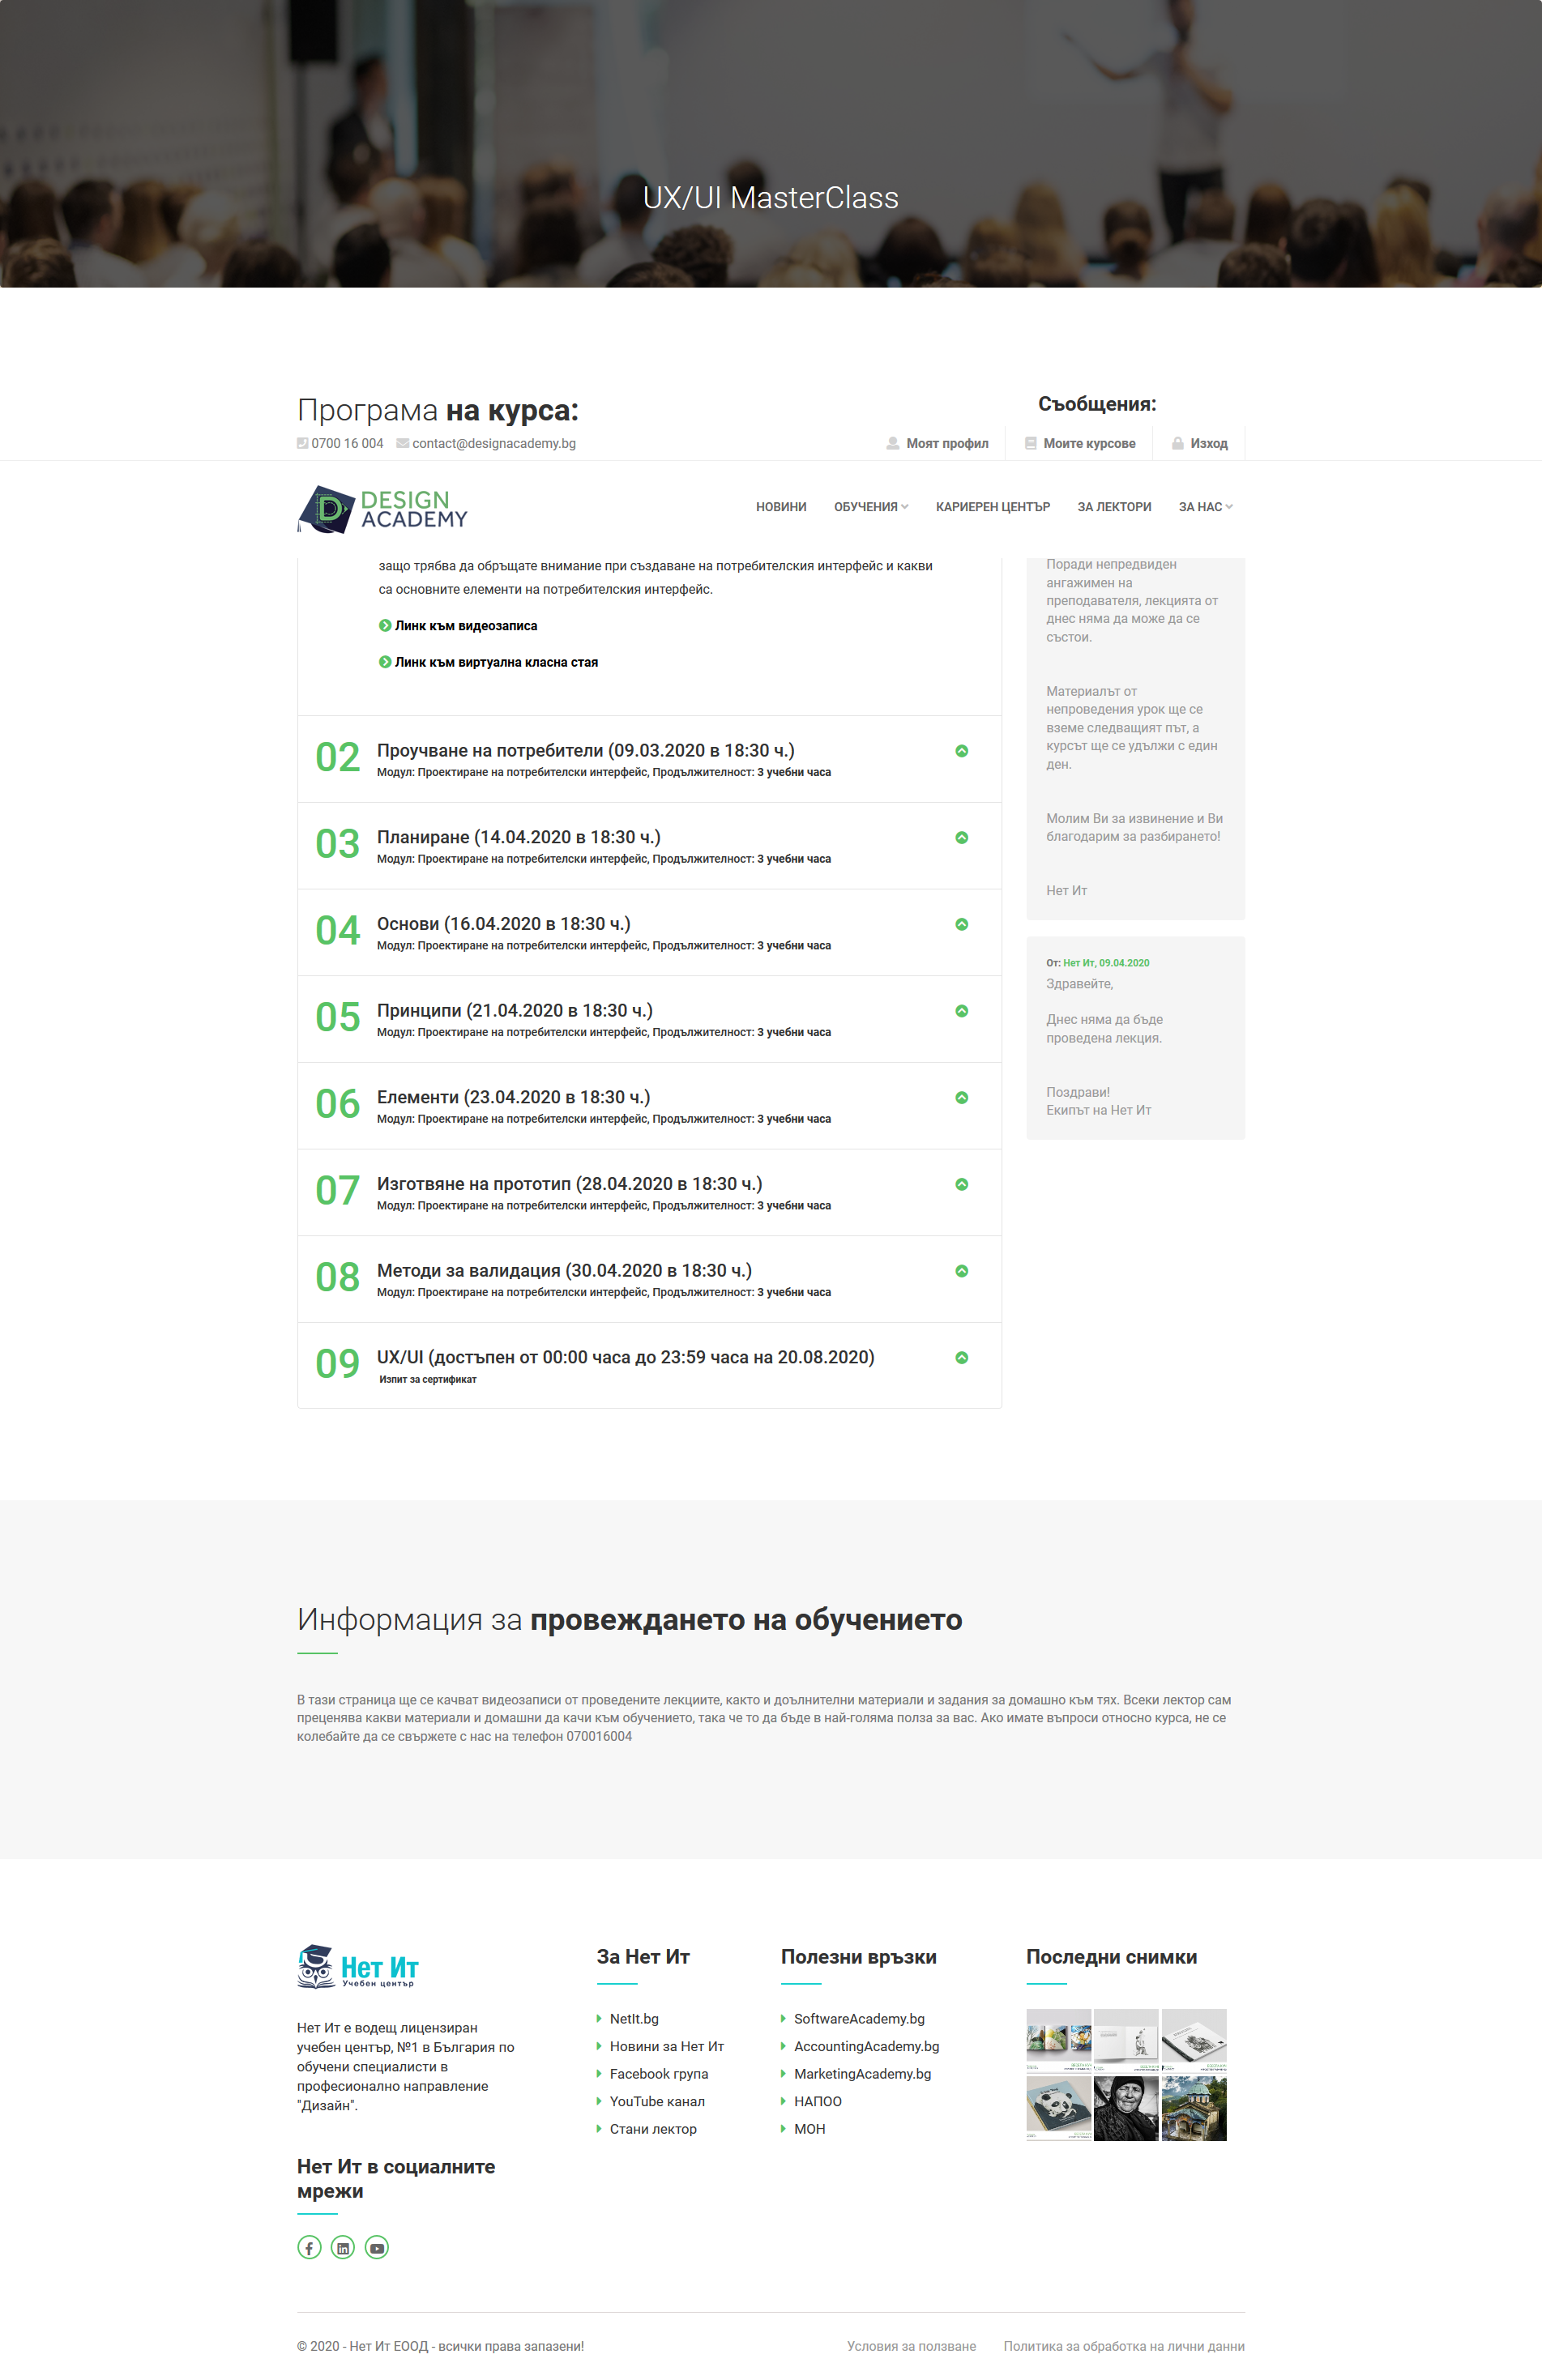 UX/UI MasterClass
Програма на курса:
Съобщения:
0700 16 004 contact@designacademy.bg
Моят профил Моите курсове Изход
DESIGN
ACADEMY
НОВИНИ ОБУЧЕНИЯ КАРИЕРЕН ЦЕНТЪР ЗА ЛЕКТОРИ ЗА НАС
защо трябва да обръщате внимание при създаване на потребителския интерфейс и какви
са основните елементи на потребителския интерфейс.
Линк към видеозаписа
Линк към виртуална класна стая
02 Проучване на потребители (09.03.2020 в 18:30 ч.)
Модул: Проектиране на потребителски интерфейс, Продължителност: 3 учебни часа
03 Планиране (14.04.2020 в 18:30 ч.)
Модул: Проектиране на потребителски интерфейс, Продължителност: 3 учебни часа
04 Основи (16.04.2020 в 18:30 ч.)
Модул: Проектиране на потребителски интерфейс, Продължителност: 3 учебни часа
05 Принципи (21.04.2020 в 18:30 ч.)
Модул: Проектиране на потребителски интерфейс, Продължителност: 3 учебни часа
06 Елементи (23.04.2020 в 18:30 ч.)
Модул: Проектиране на потребителски интерфейс, Продължителност: 3 учебни часа
07 Изготвяне на прототип (28.04.2020 в 18:30 ч.)
Модул: Проектиране на потребителски интерфейс, Продължителност: 3 учебни часа
08 Методи за валидация (30.04.2020 в 18:30 ч.)
Модул: Проектиране на потребителски интерфейс, Продължителност: 3 учебни часа
09 UX/UI (достъпен от 00:00 часа до 23:59 часа на 20.08.2020)
Изпит за сертификат
Поради непредвиден
ангажимен на
преподавателя, лекцията от
днес няма да може да се
състои.
Материалът от
непроведения урок ще се
вземе следващият път, а
курсът ще се удължи с един
ден.
Молим Ви за извинение и Ви
благодарим за разбирането!
Нет Ит
От: Нет Ит, 09.04.2020
Здравейте,
Днес няма да бъде
проведена лекция.
Поздрави!
Екипът на Нет Ит
Информация за провеждането на обучението
В тази страница ще се качват видеозаписи от проведените лекциите, както и доълнителни материали и задания за домашно към тях. Всеки лектор сам
преценява какви материали и домашни да качи към обучението, така че то да бъде в най-голяма полза за вас. Ако имате въпроси относно курса, не се
колебайте да се свържете с нас на телефон 070016004
Нет Ит
Учебен център
Нет Ит е водещ лицензиран
учебен център, №1 в България по
обучени специалисти в
професионално направление
"Дизайн".
Нет Ит в социалните
мрежи
За Нет Ит
NetIt.bg
Новини за Нет Ит
Facebook група
YouTube канал
Стани лектор
Полезни връзки
SoftwareAcademy.bg
AccountingAcademy.bg
MarketingAcademy.bg
НАПОО
МОН
Последни снимки
© 2020 - Нет Ит ЕООД - всички права запазени!
Условия за ползване Политика за обработка на лични данни